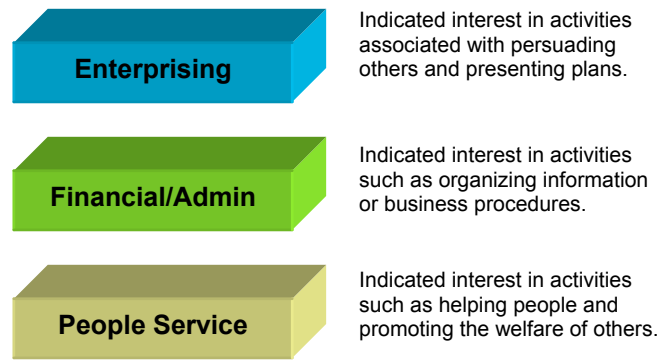 Enterprising
Indicated interest in activities
associated with persuading
others and presenting plans.
Financial/Admin
Indicated interest in activities
such as organizing information
or business procedures.
People Service
Indicated interest in activities
such as helping people and
promoting the welfare of others.